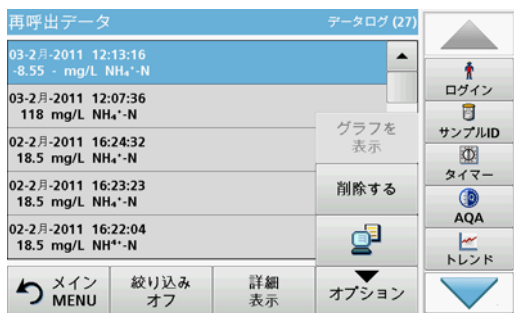 再呼出データ
データログ (27)
03-2月-2011 12:13:16
-8.55 - mg/L NH₄⁺-N
03-2月-2011 12:07:36
118 mg/L NH₄⁺-N
02-2月-2011 16:24:32
18.5 mg/L NH₄⁺-N
02-2月-2011 16:23:23
18.5 mg/L NH₄⁺-N
02-2月-2011 16:22:04
18.5 mg/L NH⁴⁺-N
グラフを
表示
削除する
メイン
MENU
絞り込み
オフ
詳細
表示
オプション
ログイン
サンプルID
タイマー
AQA
トレンド